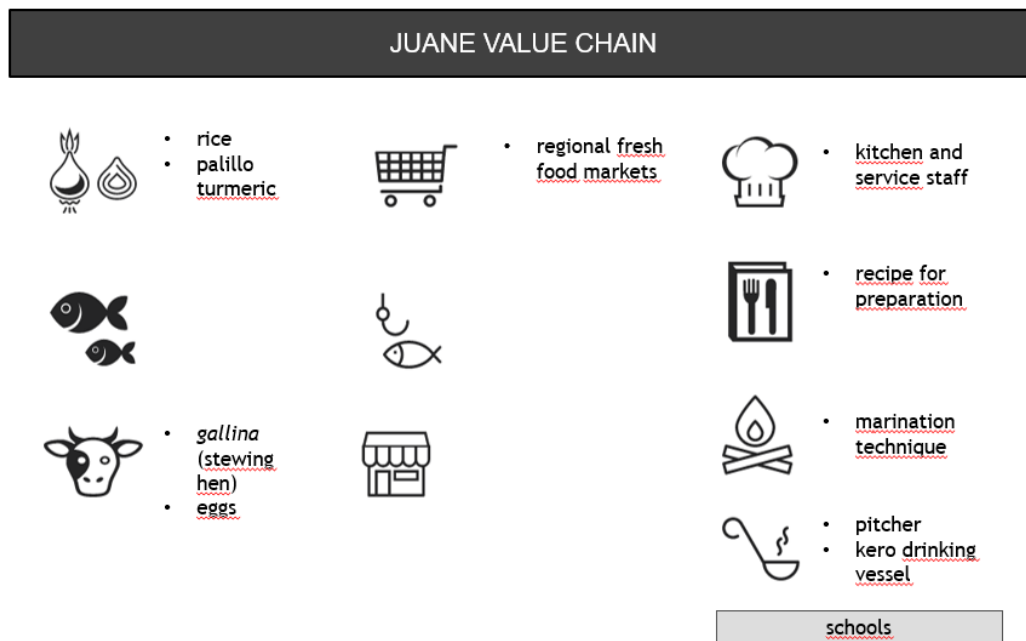 JUANE VALUE CHAIN
• rice
• palillo
turmeric
• regional fresh
food markets
• kitchen and
service staff
• recipe for
preparation
• gallina
(stewing
hen)
• eggs
• marination
technique
• pitcher
• kero drinking
vessel
schools